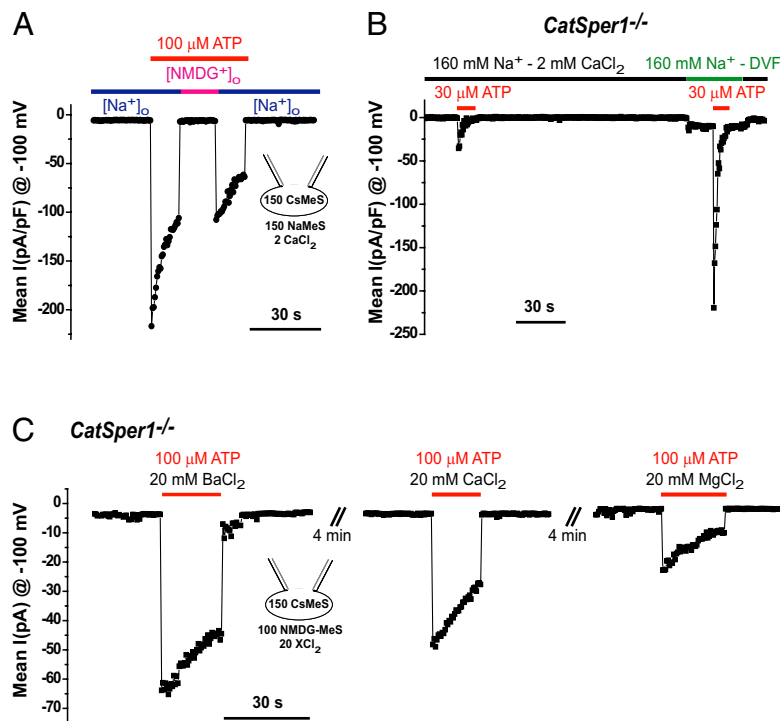 A
100 μM ATP
[NMDG⁺]ₒ
[Na⁺]ₒ
[Na⁺]ₒ
0
-50
-100
-150
-200
Mean I(pA/pF) @ -100 mV
150 CsMeS
150 NaMeS
2 CaCl₂
30 s
B
CatSper1⁻/⁻
160 mM Na⁺ - 2 mM CaCl₂
160 mM Na⁺ - DVF
30 μM ATP
30 μM ATP
0
-50
-100
-150
-200
-250
Mean I(pA/pF) @ -100 mV
30 s
C
CatSper1⁻/⁻
100 μM ATP
20 mM BaCl₂
100 μM ATP
20 mM CaCl₂
100 μM ATP
20 mM MgCl₂
0
-10
-20
-30
-40
-50
-60
-70
Mean I(pA) @ -100 mV
4 min
4 min
150 CsMeS
100 NMDG-MeS
20 XCl₂
30 s